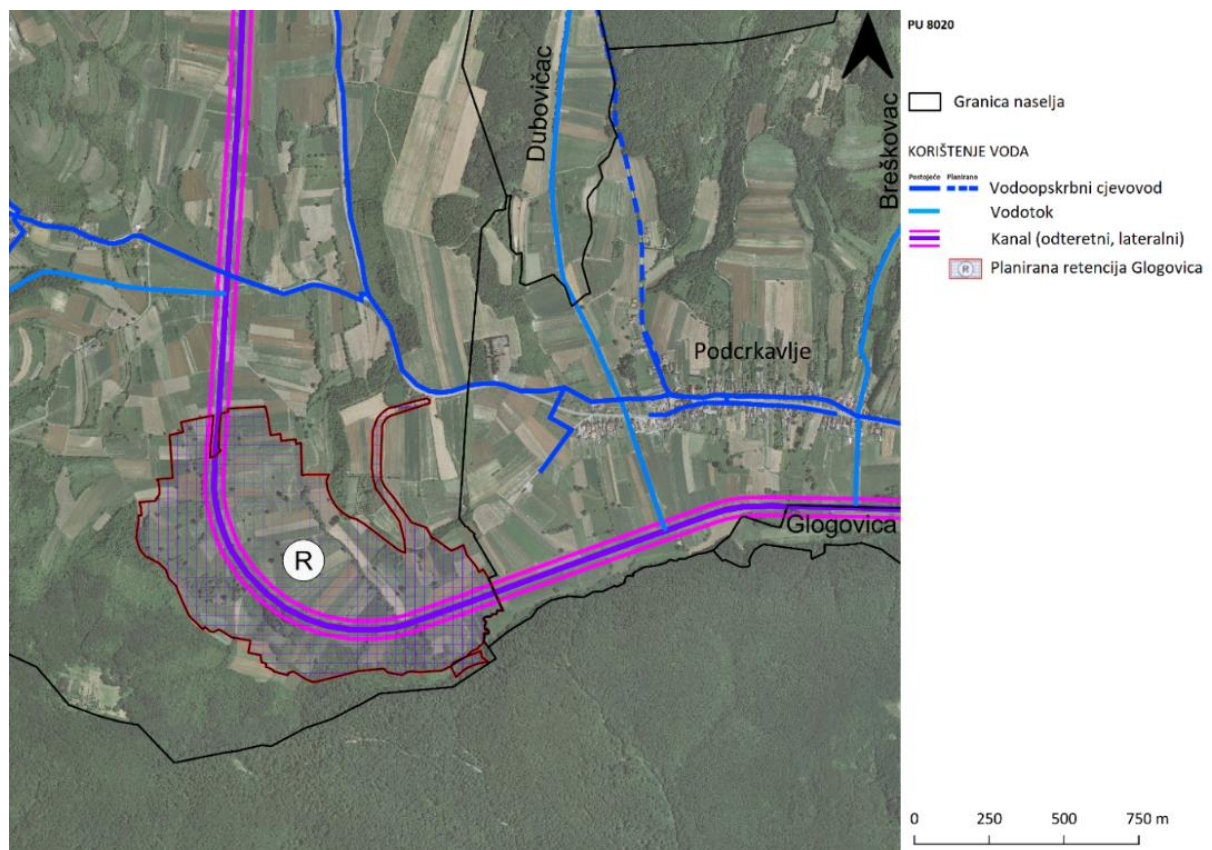 PU 8020
Granica naselja
KORIŠTENJE VODA
Postojeće Planirano
Vodoopskrbni cjevovod
Vodotok
Kanal (odteretni, lateralni)
R Planirana retencija Glogovica
Dubovičac
Breškovac
Podcrkavlje
Glogovica
R
0 250 500 750 m